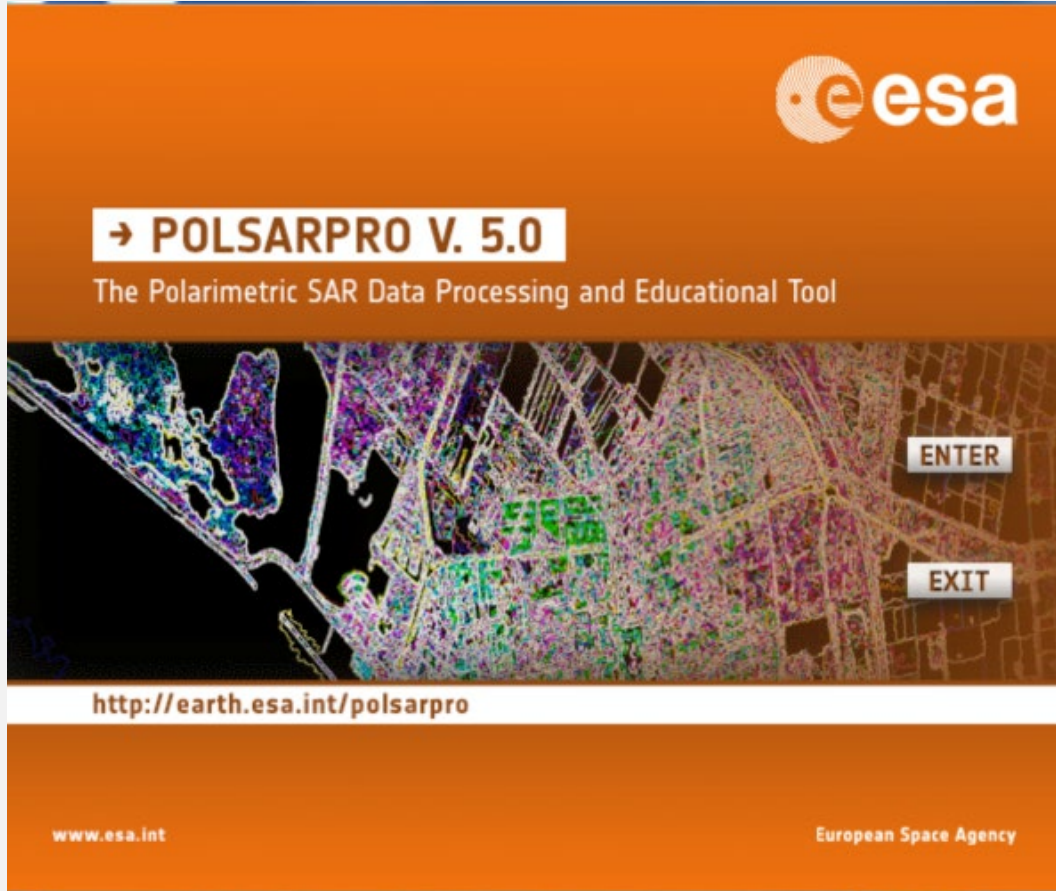 esa
→ POLSARPRO V. 5.0
The Polarimetric SAR Data Processing and Educational Tool
ENTER
EXIT
http://earth.esa.int/polsarpro
www.esa.int
European Space Agency